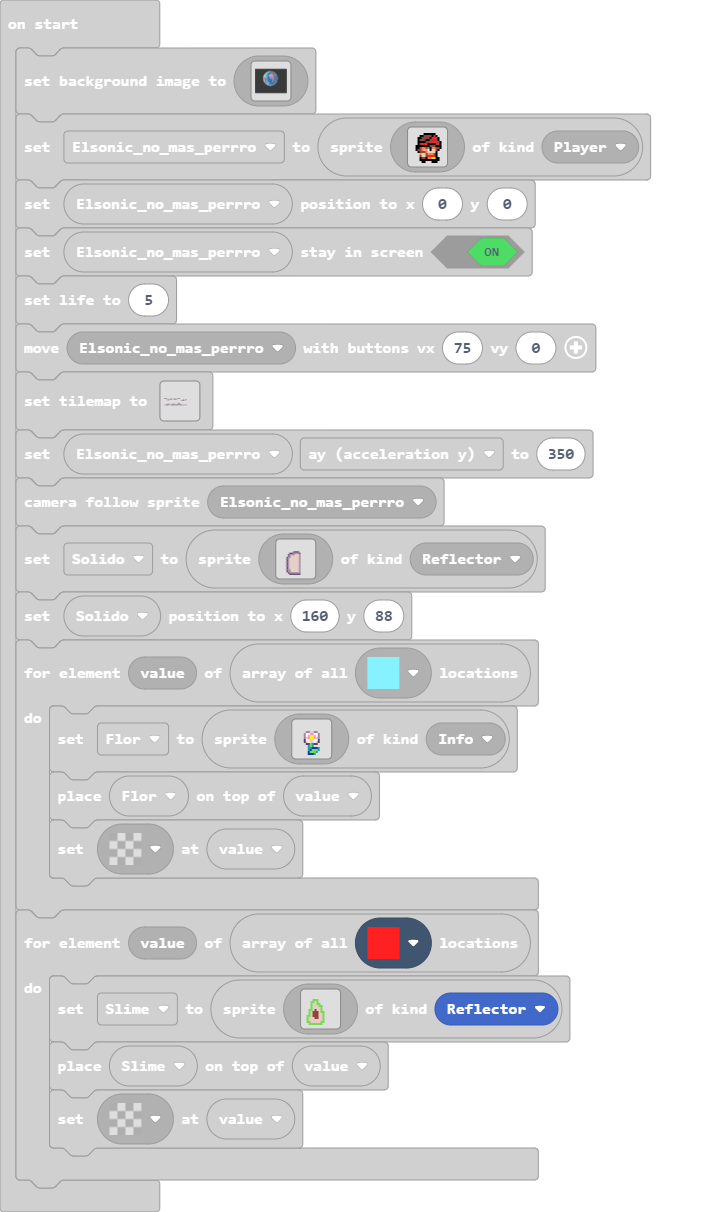 on start
set background image to
set Elsonic_no_mas_perrro to sprite of kind Player
set Elsonic_no_mas_perrro position to x 0 y 0
set Elsonic_no_mas_perrro stay in screen ON
set life to 5
move Elsonic_no_mas_perrro with buttons vx 75 vy 0
set tilemap to
set Elsonic_no_mas_perrro ay (acceleration y) to 350
camera follow sprite Elsonic_no_mas_perrro
set Solido to sprite of kind Reflector
set Solido position to x 160 y 88
for element value of array of all locations
do
set Flor to sprite of kind Info
place Flor on top of value
set at value
for element value of array of all locations
do
set Slime to sprite of kind Reflector
place Slime on top of value
set at value